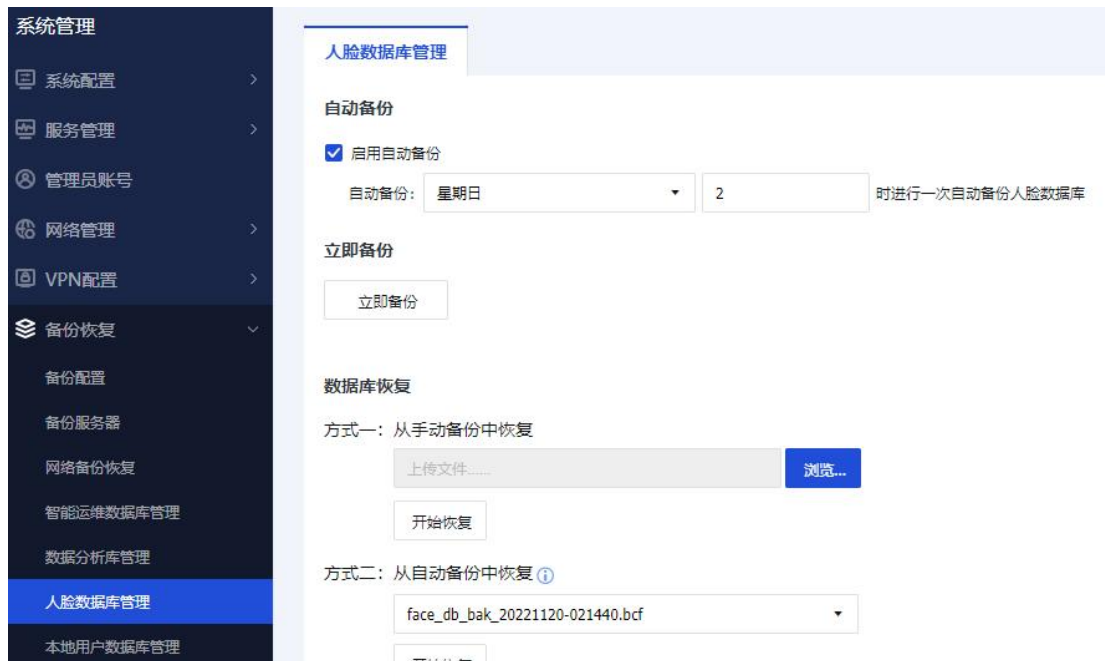 系统管理
系统配置
服务管理
管理员账号
网络管理
VPN配置
备份恢复
备份配置
备份服务器
网络备份恢复
智能运维数据库管理
数据分析库管理
人脸数据库管理
本地用户数据库管理
人脸数据库管理
自动备份
启用自动备份
自动备份: 星期日 2 时进行一次自动备份人脸数据库
立即备份
立即备份
数据库恢复
方式一: 从手动备份中恢复
上传文件...... 浏览...
开始恢复
方式二: 从自动备份中恢复
face_db_bak_20221120-021440.bcf